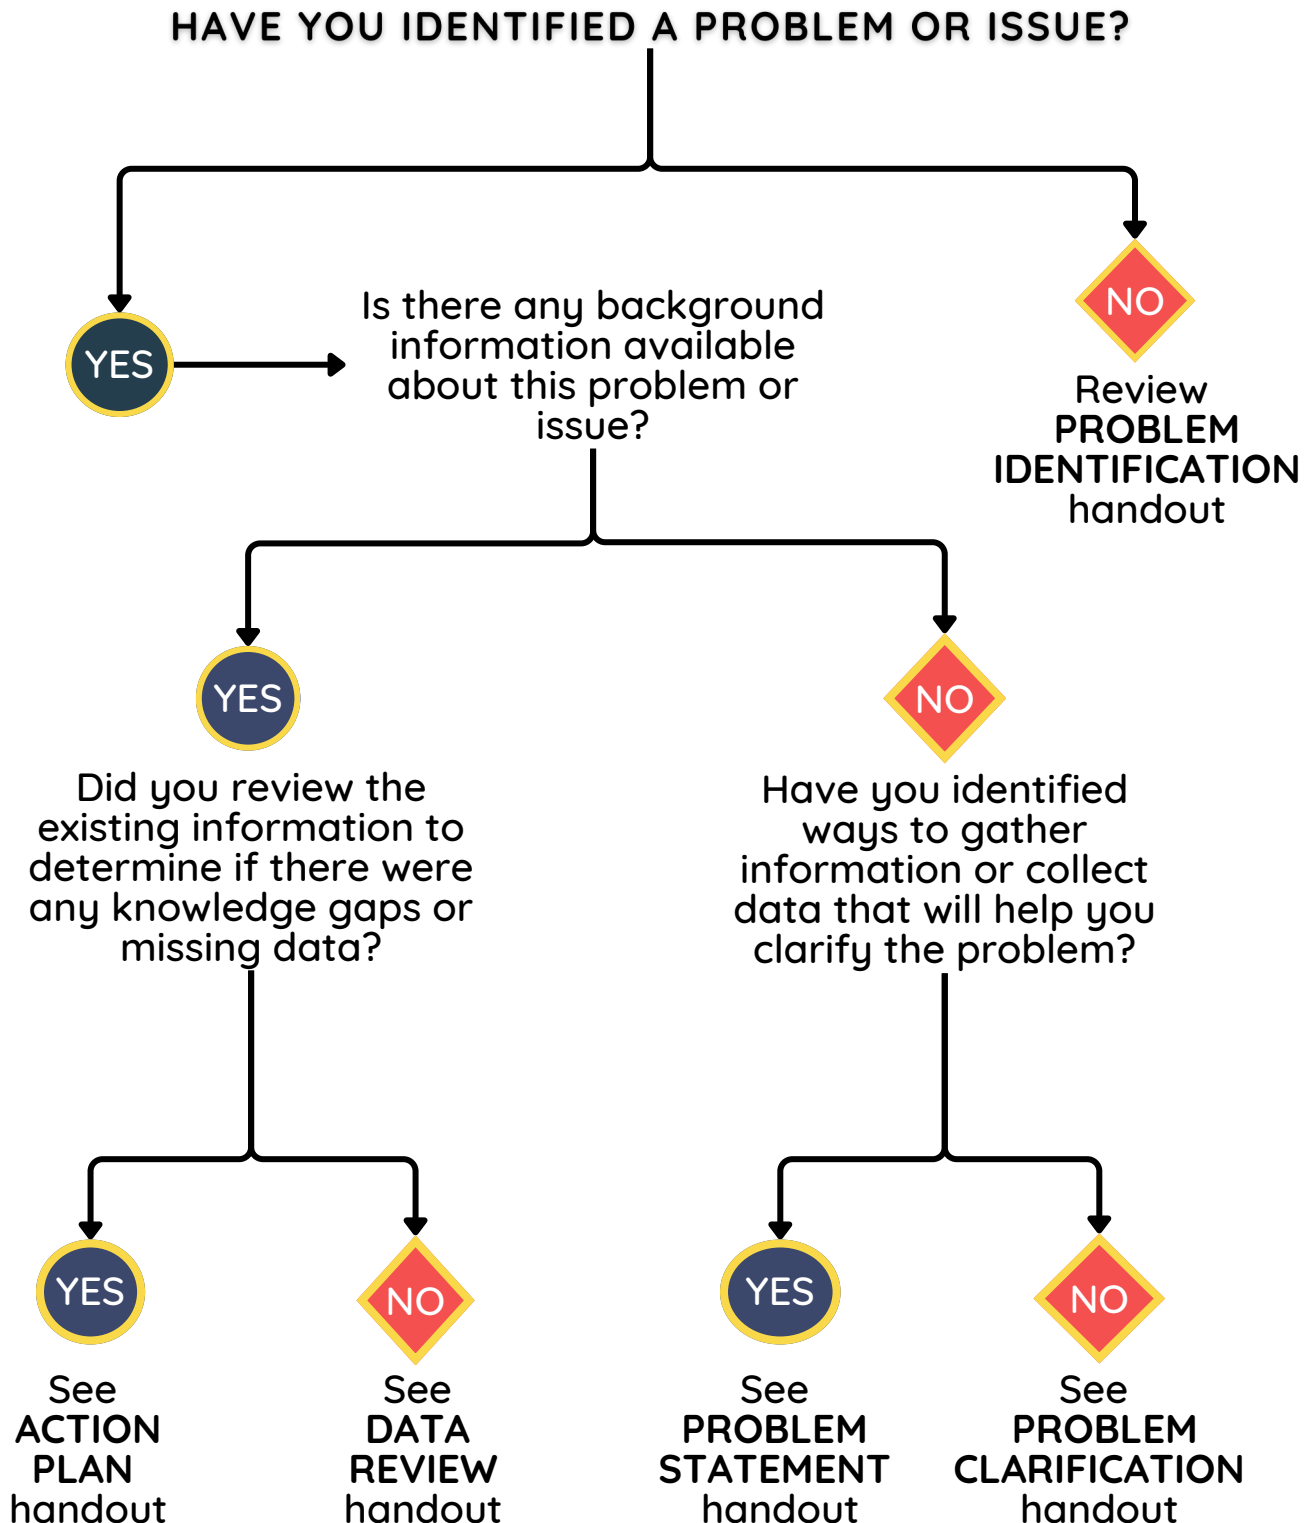 HAVE YOU IDENTIFIED A PROBLEM OR ISSUE?
YES
Is there any background
information available
about this problem or
issue?
NO
Review
PROBLEM
IDENTIFICATION
handout
YES
Did you review the
existing information to
determine if there were
any knowledge gaps or
missing data?
NO
Have you identified
ways to gather
information or collect
data that will help you
clarify the problem?
YES
See
ACTION
PLAN
handout
NO
See
DATA
REVIEW
handout
YES
See
PROBLEM
STATEMENT
handout
NO
See
PROBLEM
CLARIFICATION
handout